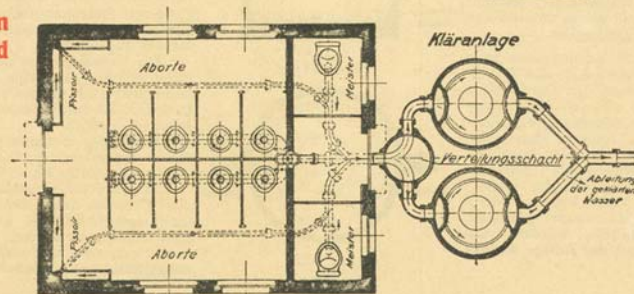 n
d
Kläranlage
Aborte
Pissoir
Meister
Verteilungsschacht
Ableitung
der geklärten
Wasser
Pissoir
Aborte
Meister